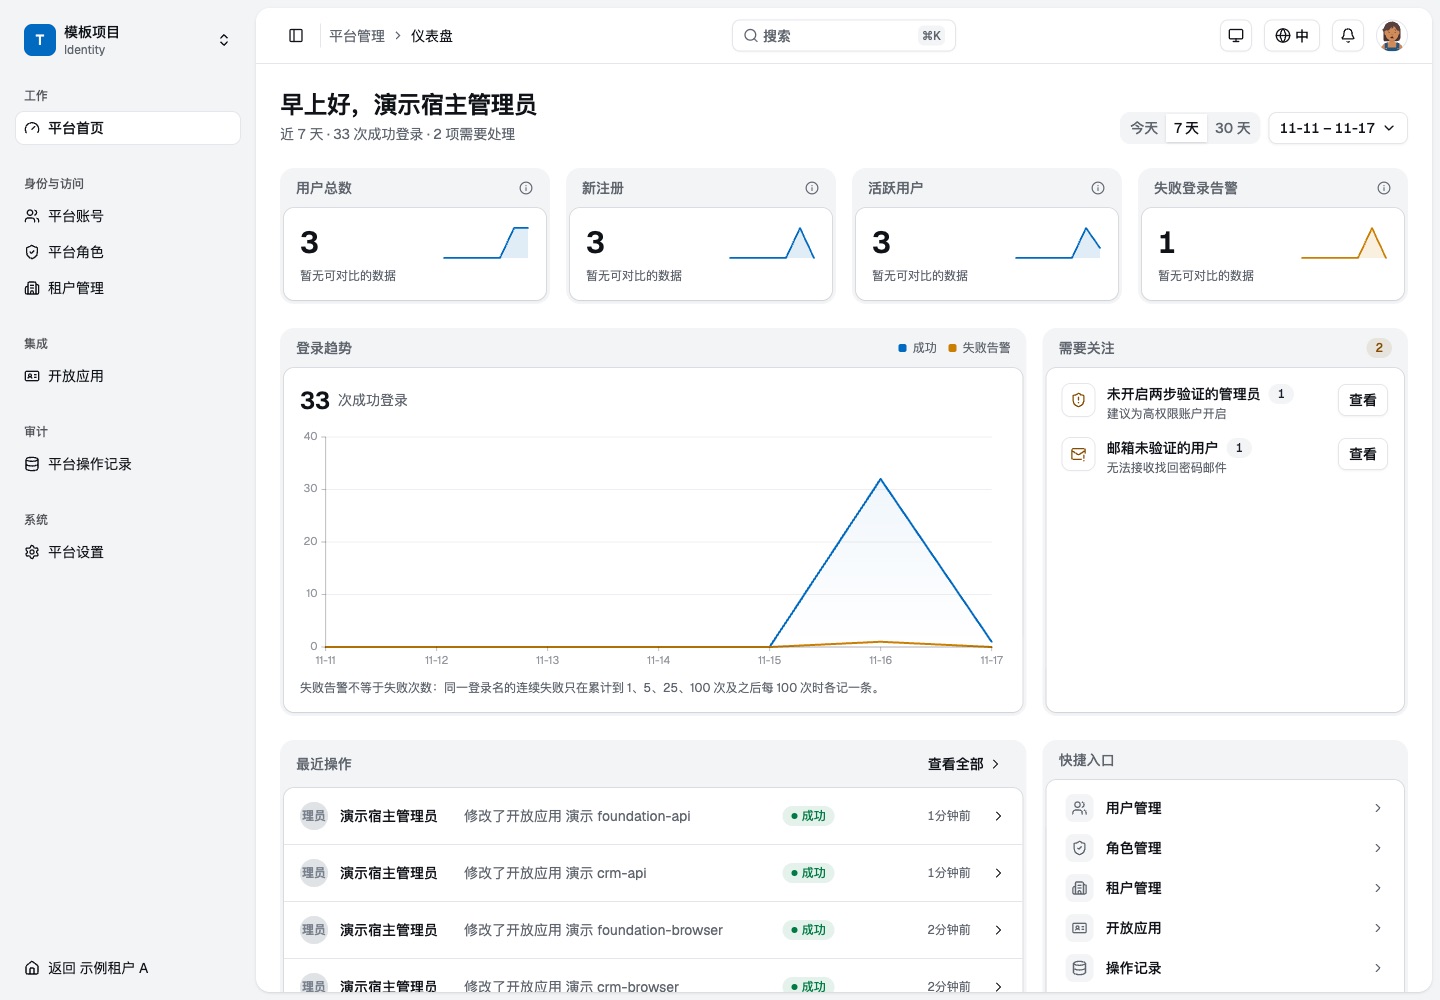 T
模板项目
Identity
工作
平台首页
身份与访问
平台账号
平台角色
租户管理
集成
开放应用
审计
平台操作记录
系统
平台设置
返回 示例租户 A
平台管理 > 仪表盘
搜索 ⌘K
中
早上好，演示宿主管理员
近 7 天 · 33 次成功登录 · 2 项需要处理
今天 7 天 30 天
11-11 – 11-17
用户总数
3
暂无可对比的数据
新注册
3
暂无可对比的数据
活跃用户
3
暂无可对比的数据
失败登录告警
1
暂无可对比的数据
登录趋势
成功 失败告警
33 次成功登录
40
30
20
10
0
11-11 11-12 11-13 11-14 11-15 11-16 11-17
失败告警不等于失败次数：同一登录名的连续失败只在累计到 1、5、25、100 次及之后每 100 次时各记一条。
需要关注 2
未开启两步验证的管理员 1
建议为高权限账户开启
查看
邮箱未验证的用户 1
无法接收找回密码邮件
查看
最近操作 查看全部
理员 演示宿主管理员 修改了开放应用 演示 foundation-api 成功 1分钟前
理员 演示宿主管理员 修改了开放应用 演示 crm-api 成功 1分钟前
理员 演示宿主管理员 修改了开放应用 演示 foundation-browser 成功 2分钟前
理员 演示宿主管理员 修改了开放应用 演示 crm-browser 成功 2分钟前
快捷入口
用户管理
角色管理
租户管理
开放应用
操作记录